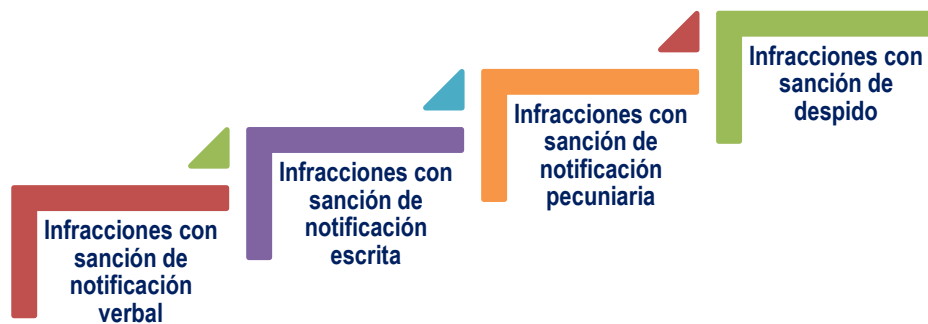 Infracciones con
sanción de
notificación
verbal
Infracciones con
sanción de
notificación
escrita
Infracciones con
sanción de
notificación
pecuniaria
Infracciones con
sanción de
despido